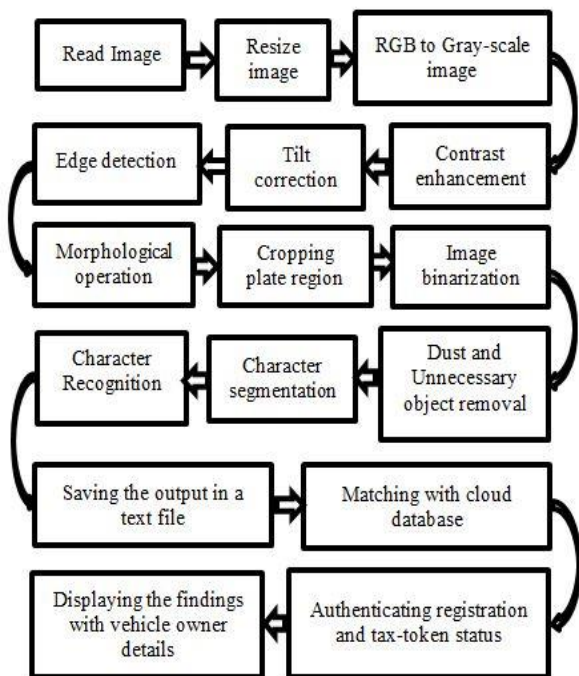 Read Image
Resize
image
RGB to Gray-scale
image
Contrast
enhancement
Tilt
correction
Edge detection
Morphological
operation
Cropping
plate region
Image
binarization
Dust and
Unnecessary
object removal
Character
segmentation
Character
Recognition
Saving the output in a
text file
Matching with cloud
database
Authenticating registration
and tax-token status
Displaying the findings
with vehicle owner
details